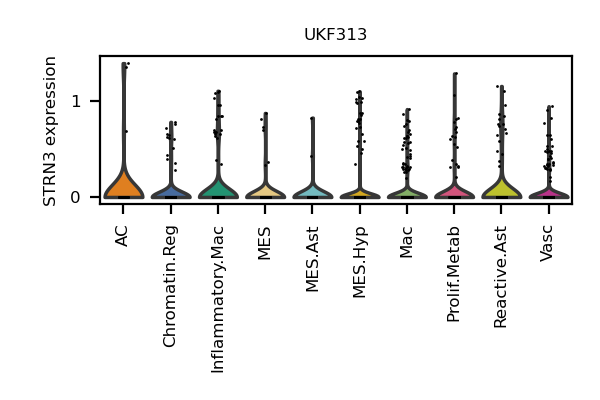 UKF313
STRN3 expression
1
0
AC
Chromatin.Reg
Inflammatory.Mac
MES
MES.Ast
MES.Hyp
Mac
Prolif.Metab
Reactive.Ast
Vasc